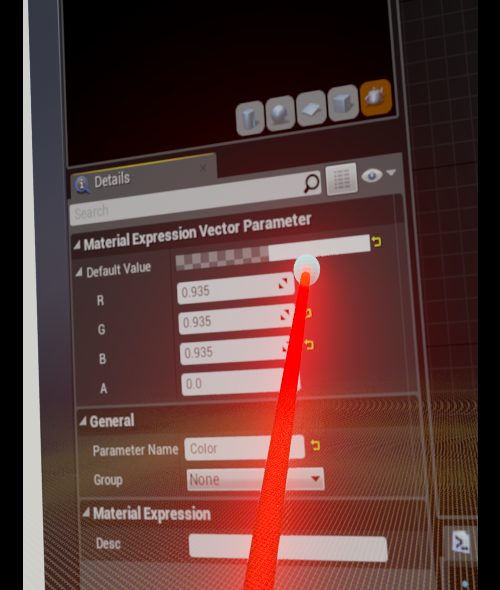 Details
Search
Material Expression Vector Parameter
Default Value
R 0.935
G 0.935
B 0.935
A 0.0
General
Parameter Name Color
Group None
Material Expression
Desc